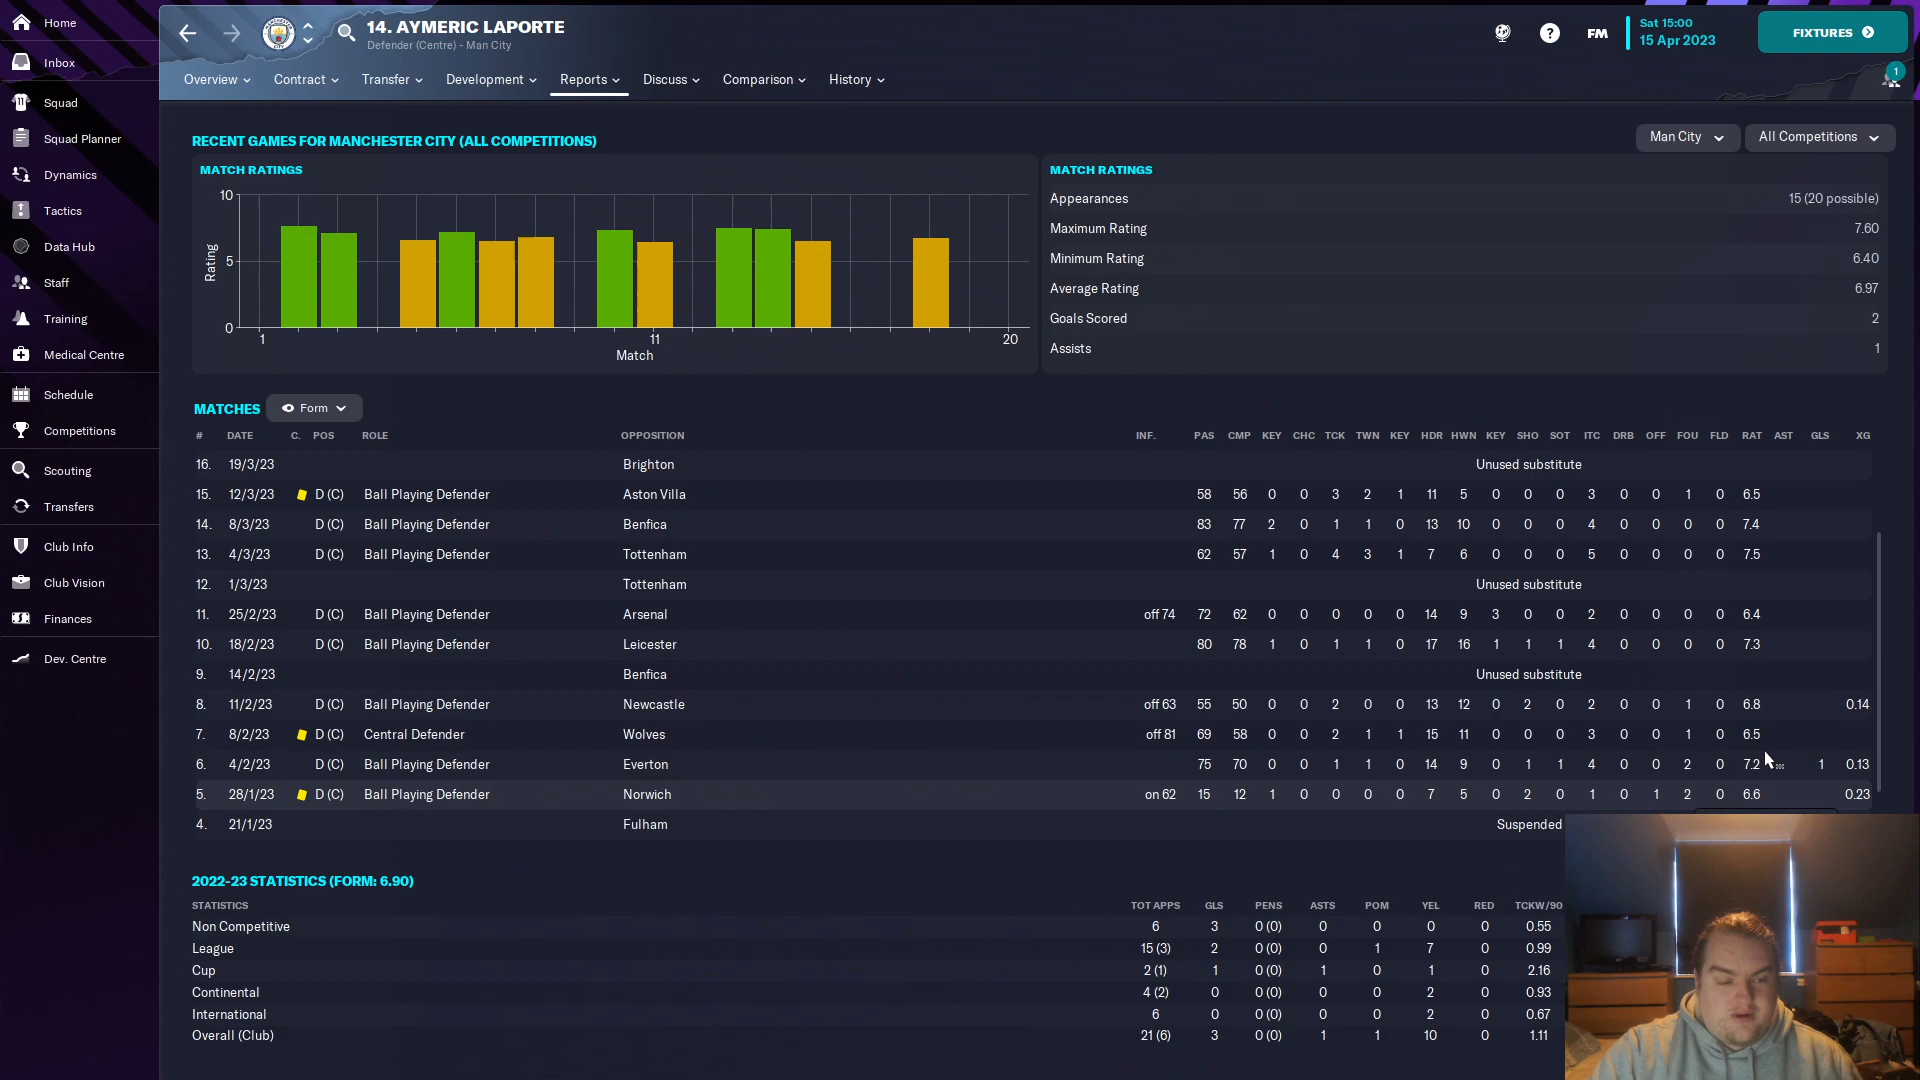 Home
Inbox
Squad
Squad Planner
Dynamics
Tactics
Data Hub
Staff
Training
Medical Centre
Schedule
Competitions
Scouting
Transfers
Club Info
Club Vision
Finances
Dev. Centre
14. AYMERIC LAPORTE
Defender (Centre) - Man City
? FM
Sat 15:00
15 Apr 2023
FIXTURES
1
Overview Contract Transfer Development Reports Discuss Comparison History
RECENT GAMES FOR MANCHESTER CITY (ALL COMPETITIONS)
Man City All Competitions
MATCH RATINGS
10
5
0
Rating
1 11 20
Match
MATCH RATINGS
Appearances 15 (20 possible)
Maximum Rating 7.60
Minimum Rating 6.40
Average Rating 6.97
Goals Scored 2
Assists 1
MATCHES Form
# DATE C. POS ROLE OPPOSITION INF. PAS CMP KEY CHC TCK TWN KEY HDR HWN KEY SHO SOT ITC DRB OFF FOU FLD RAT AST GLS XG
16. 19/3/23 Brighton Unused substitute
15. 12/3/23 D (C) Ball Playing Defender Aston Villa 58 56 0 0 3 2 1 11 5 0 0 0 3 0 0 1 0 6.5
14. 8/3/23 D (C) Ball Playing Defender Benfica 83 77 2 0 1 1 0 13 10 0 0 0 4 0 0 0 0 7.4
13. 4/3/23 D (C) Ball Playing Defender Tottenham 62 57 1 0 4 3 1 7 6 0 0 0 5 0 0 0 0 7.5
12. 1/3/23 Tottenham Unused substitute
11. 25/2/23 D (C) Ball Playing Defender Arsenal off 74 72 62 0 0 0 0 0 14 9 3 0 0 2 0 0 0 0 6.4
10. 18/2/23 D (C) Ball Playing Defender Leicester 80 78 1 0 1 1 0 17 16 1 1 1 4 0 0 0 0 7.3
9. 14/2/23 Benfica Unused substitute
8. 11/2/23 D (C) Ball Playing Defender Newcastle off 63 55 50 0 0 2 0 0 13 12 0 2 0 2 0 0 1 0 6.8 0.14
7. 8/2/23 D (C) Central Defender Wolves off 81 69 58 0 0 2 1 1 15 11 0 0 0 3 0 0 1 0 6.5
6. 4/2/23 D (C) Ball Playing Defender Everton 75 70 0 0 1 1 0 14 9 0 1 1 4 0 0 2 0 7.2 1 0.13
5. 28/1/23 D (C) Ball Playing Defender Norwich on 62 15 12 1 0 0 0 0 7 5 0 2 0 1 0 1 2 0 6.6 0.23
4. 21/1/23 Fulham Suspended
2022-23 STATISTICS (FORM: 6.90)
STATISTICS TOT APPS GLS PENS ASTS POM YEL RED TCKW/90
Non Competitive 6 3 0 (0) 0 0 0 0 0.55
League 15 (3) 2 0 (0) 0 1 7 0 0.99
Cup 2 (1) 1 0 (0) 1 0 1 0 2.16
Continental 4 (2) 0 0 (0) 0 0 2 0 0.93
International 6 0 0 (0) 0 0 2 0 0.67
Overall (Club) 21 (6) 3 0 (0) 1 1 10 0 1.11